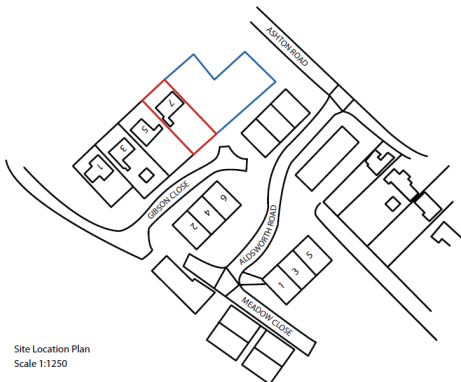 ASHTON ROAD
7
5
3
1
GIBSON CLOSE
6
4
2
ALDSWORTH ROAD
5
3
1
MEADOW CLOSE
Site Location Plan
Scale 1:1250